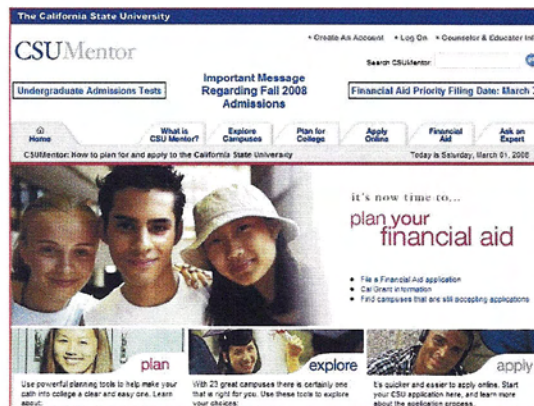 The California State University
Create An Account Log On Counselor & Educator
CSUMentor
Search CSUMentor:
Undergraduate Admissions Tests
Important Message
Regarding Fall 2008
Admissions
Financial Aid Priority Filing Date: March
Home
What is
CSU Mentor?
Explore
Campuses
Plan for
College
Apply
Online
Financial
Aid
Ask an
Expert
CSUMentor: How to plan for and apply to the California State University
Today is Saturday, March 01, 2008
it's now time to...
plan your
financial aid
File a Financial Aid application
Cal Grant information
Find campuses that are still accepting applications
plan
Use powerful planning tools to help make your
path into college a clear and easy one. Learn
about:
explore
With 23 great campuses there is certainly one
that is right for you. Use these tools to explore
your choices:
apply
It's quicker and easier to apply online. Start
your CSU application here, and learn more
about the application process.